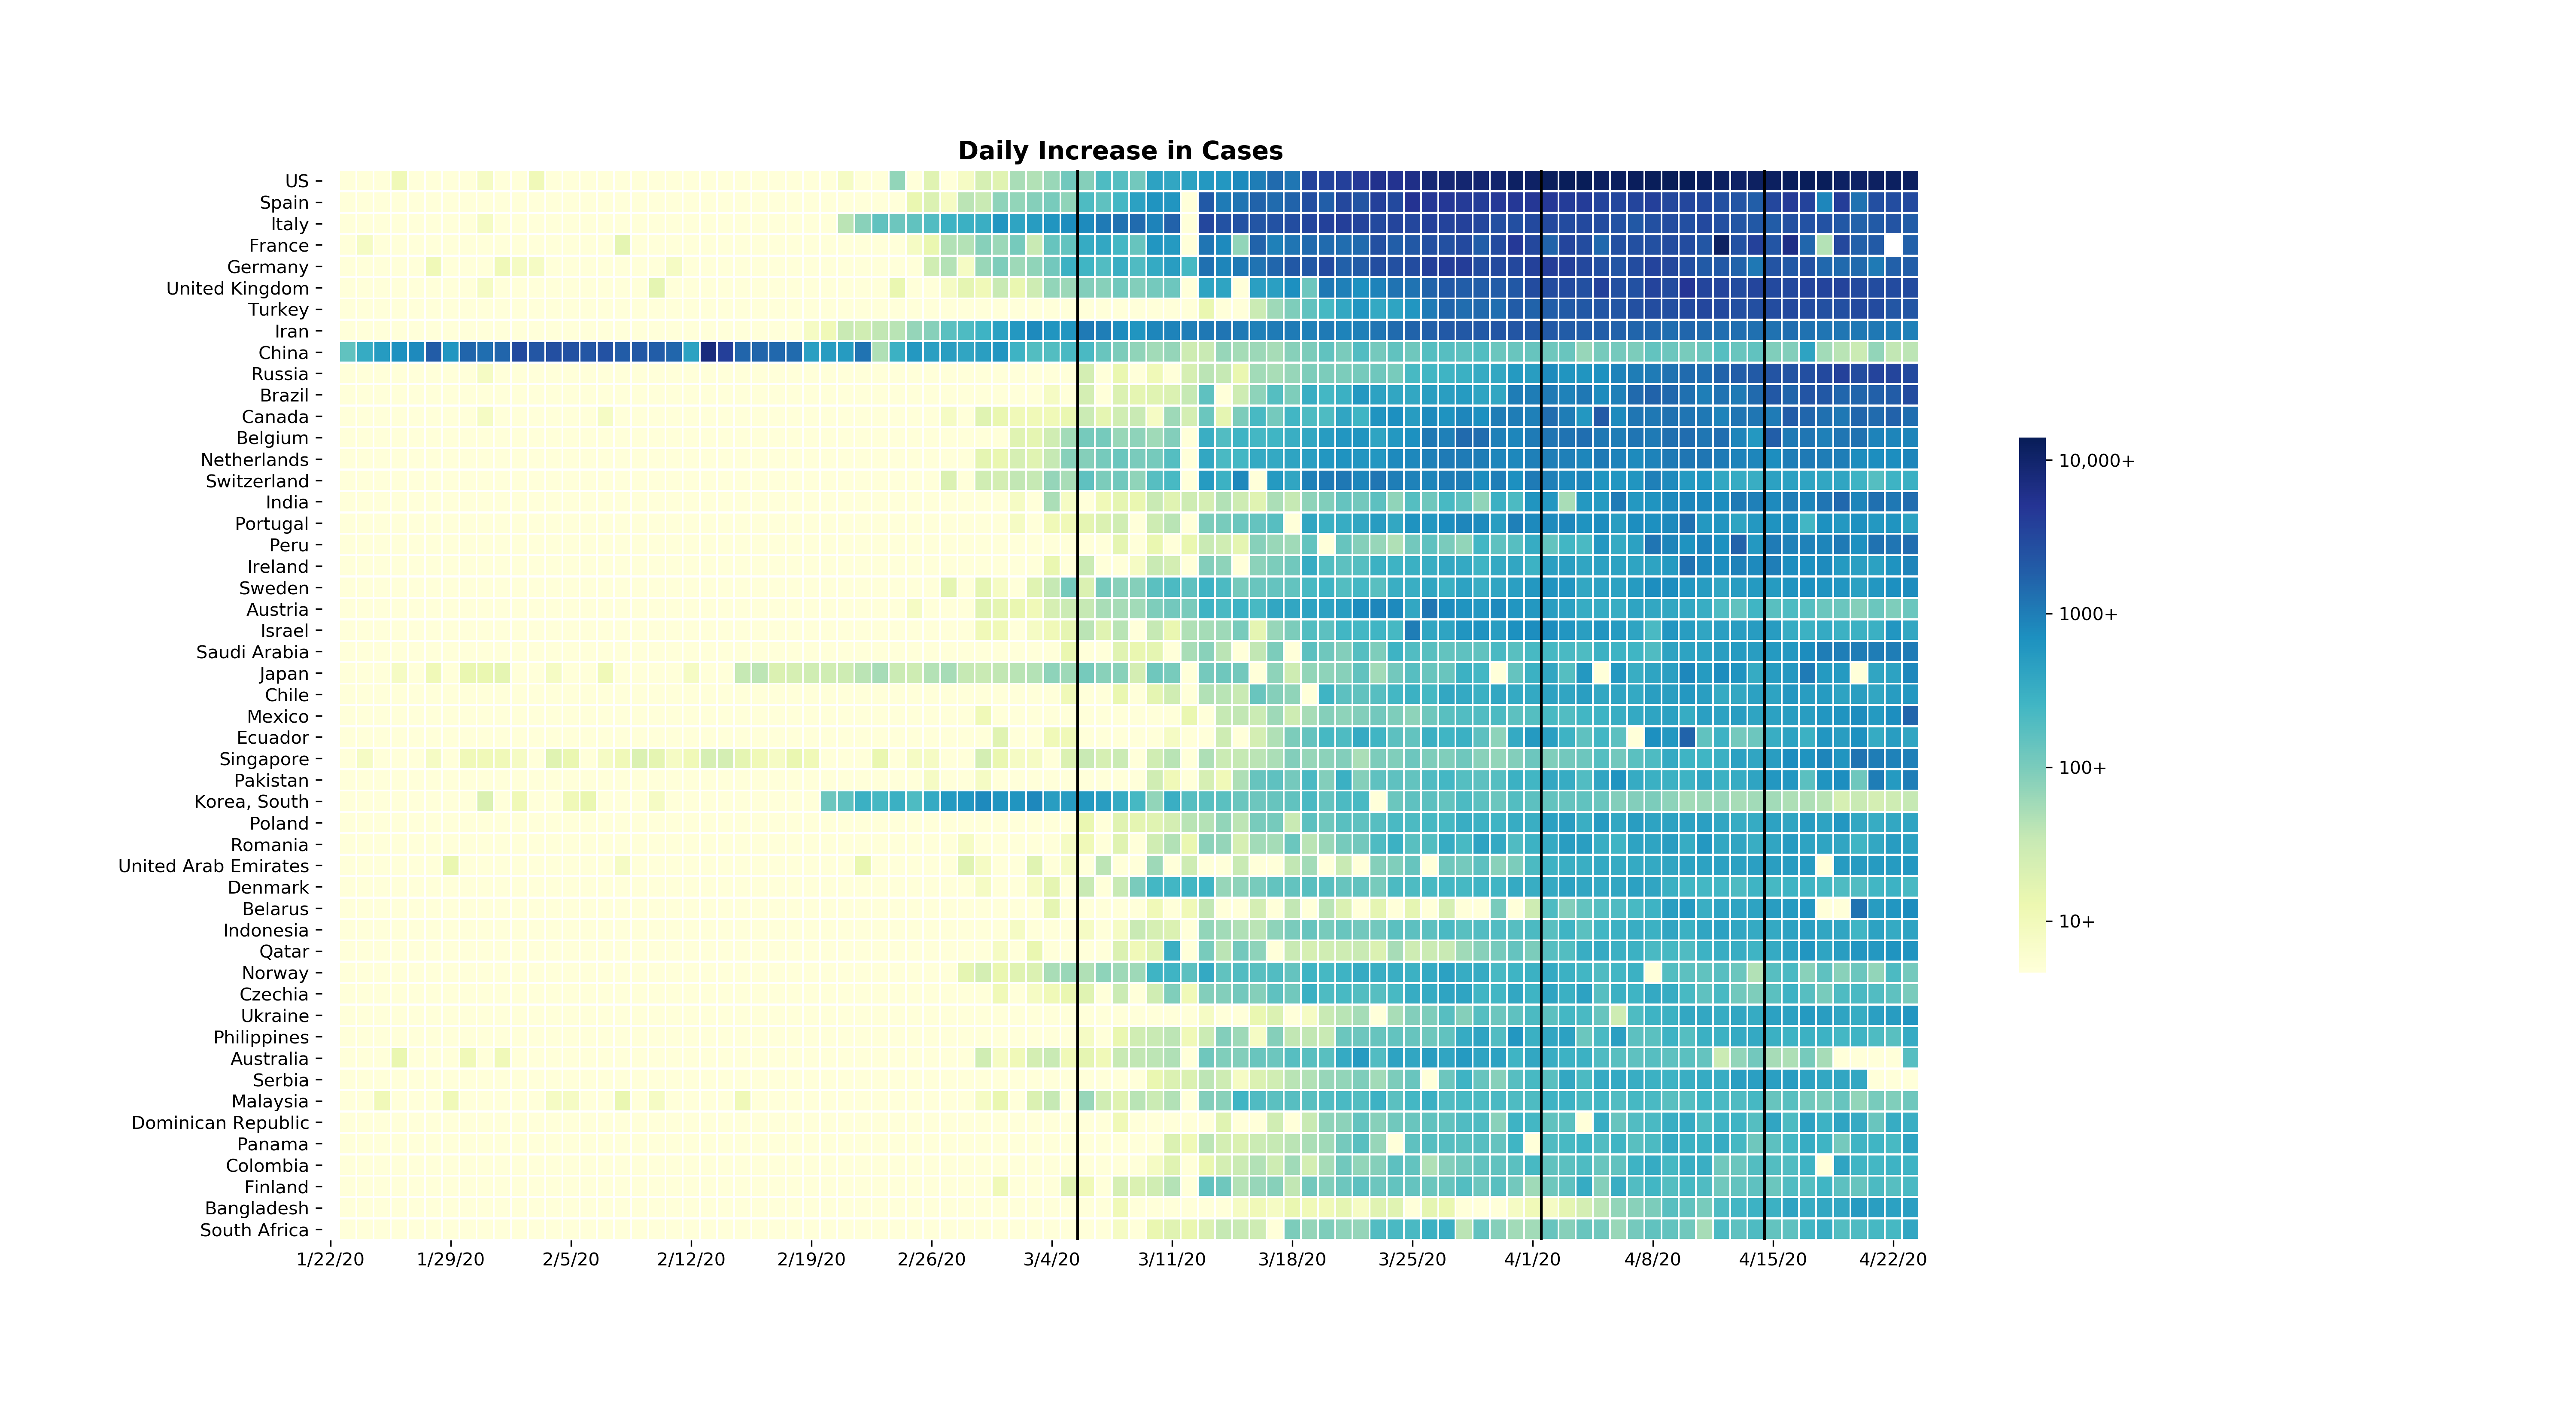 Daily Increase in Cases
US
Spain
Italy
France
Germany
United Kingdom
Turkey
Iran
China
Russia
Brazil
Canada
Belgium
Netherlands
Switzerland
India
Portugal
Peru
Ireland
Sweden
Austria
Israel
Saudi Arabia
Japan
Chile
Mexico
Ecuador
Singapore
Pakistan
Korea, South
Poland
Romania
United Arab Emirates
Denmark
Belarus
Indonesia
Qatar
Norway
Czechia
Ukraine
Philippines
Australia
Serbia
Malaysia
Dominican Republic
Panama
Colombia
Finland
Bangladesh
South Africa
1/22/20 1/29/20 2/5/20 2/12/20 2/19/20 2/26/20 3/4/20 3/11/20 3/18/20 3/25/20 4/1/20 4/8/20 4/15/20 4/22/20
10,000+
1000+
100+
10+